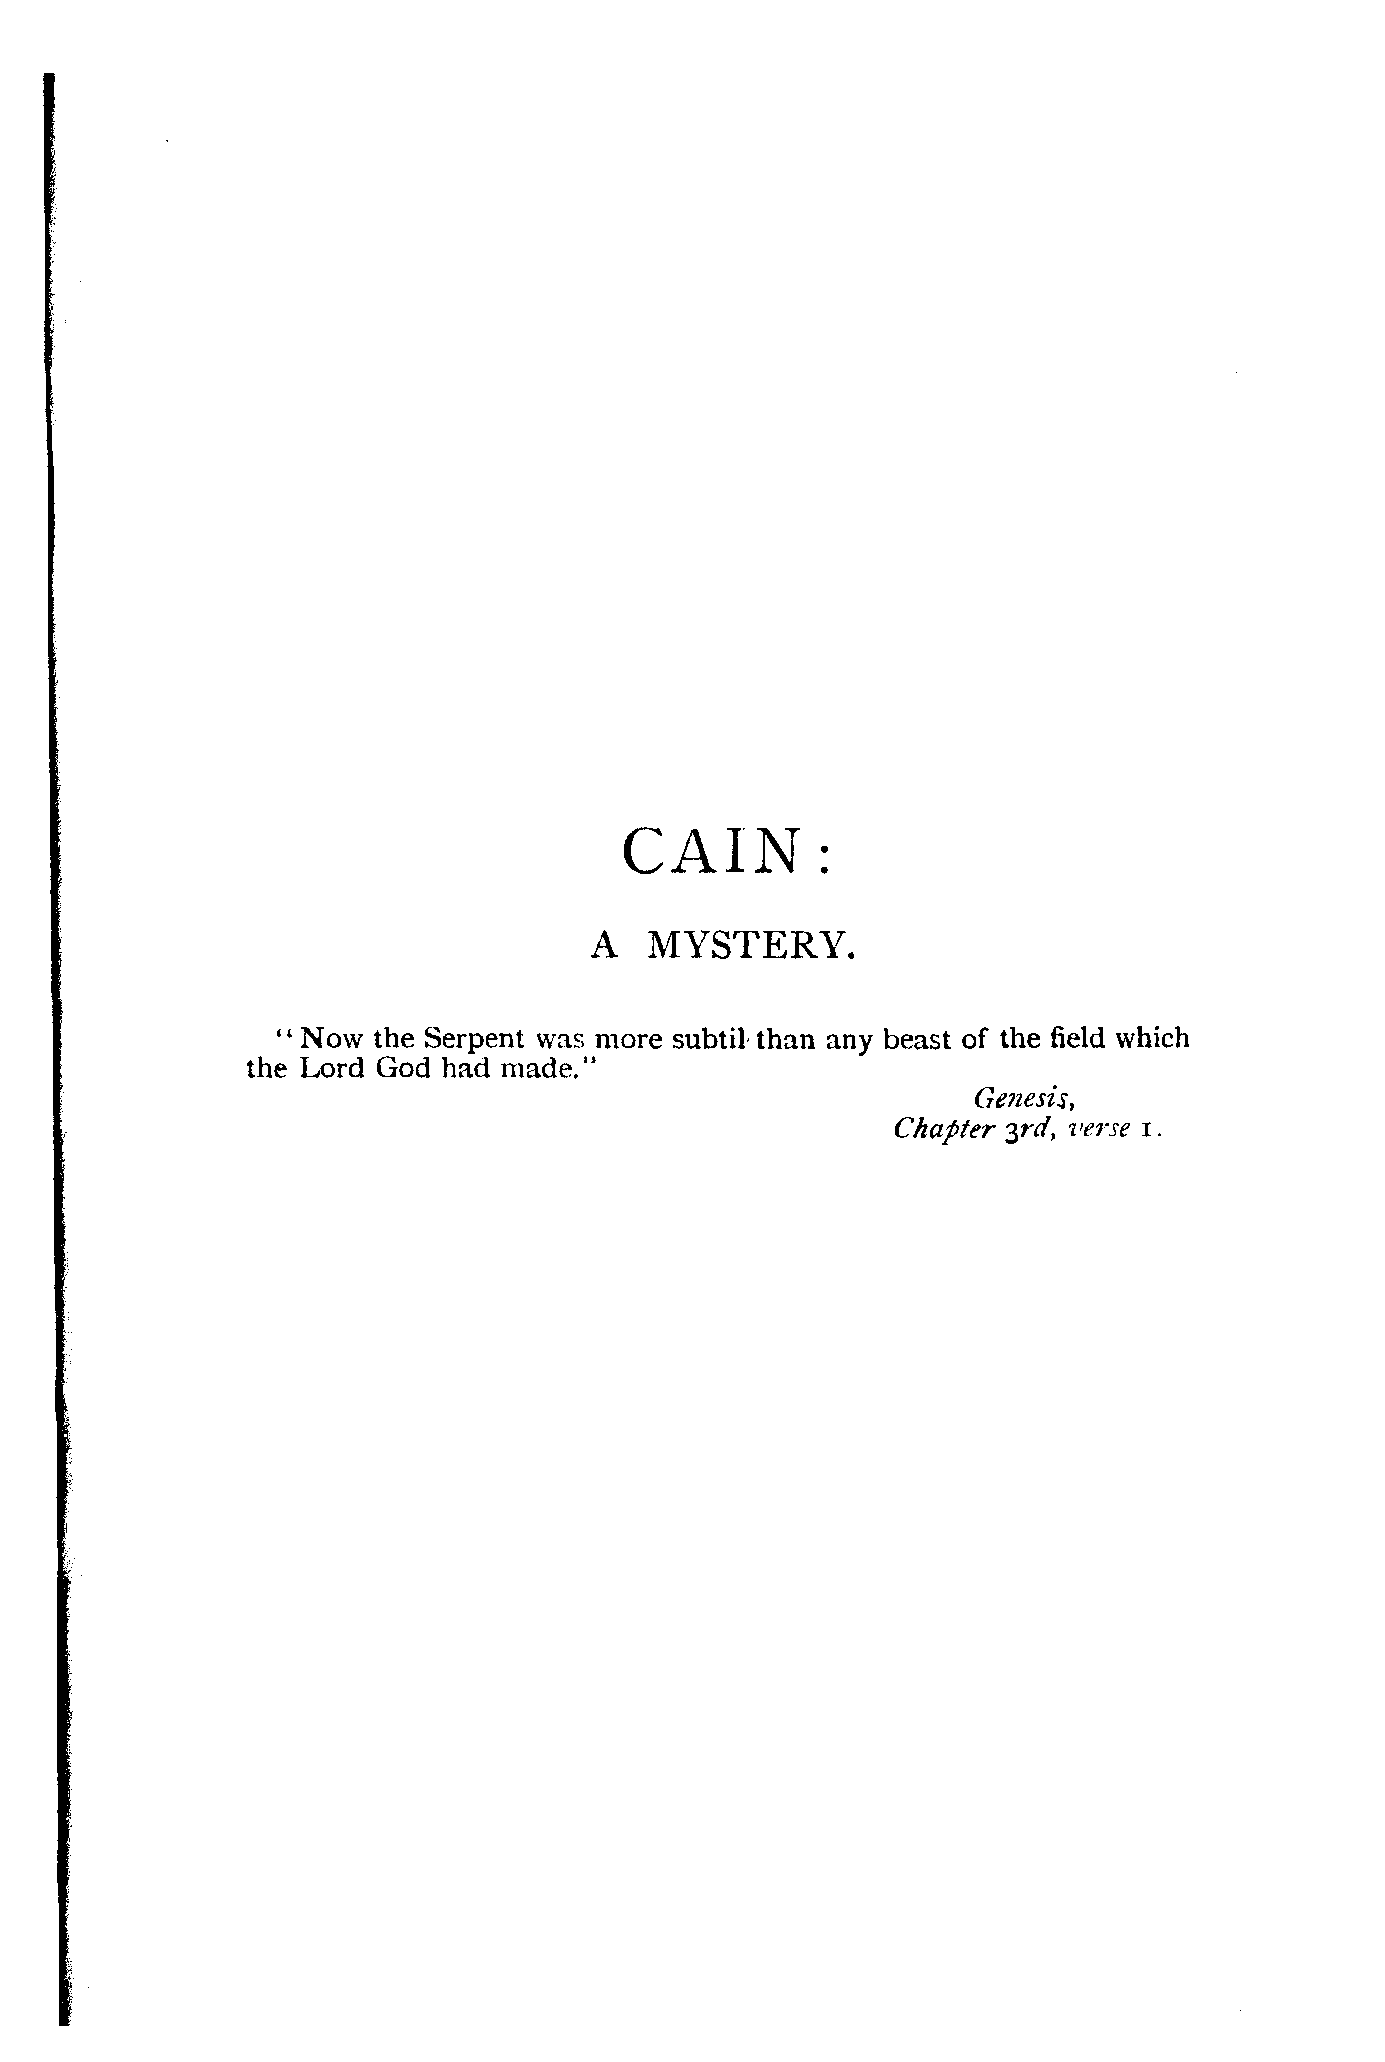 CAIN:
A MYSTERY.
"Now the Serpent was more subtil than any beast of the field which
the Lord God had made."
Genesis,
Chapter 3rd, verse 1.